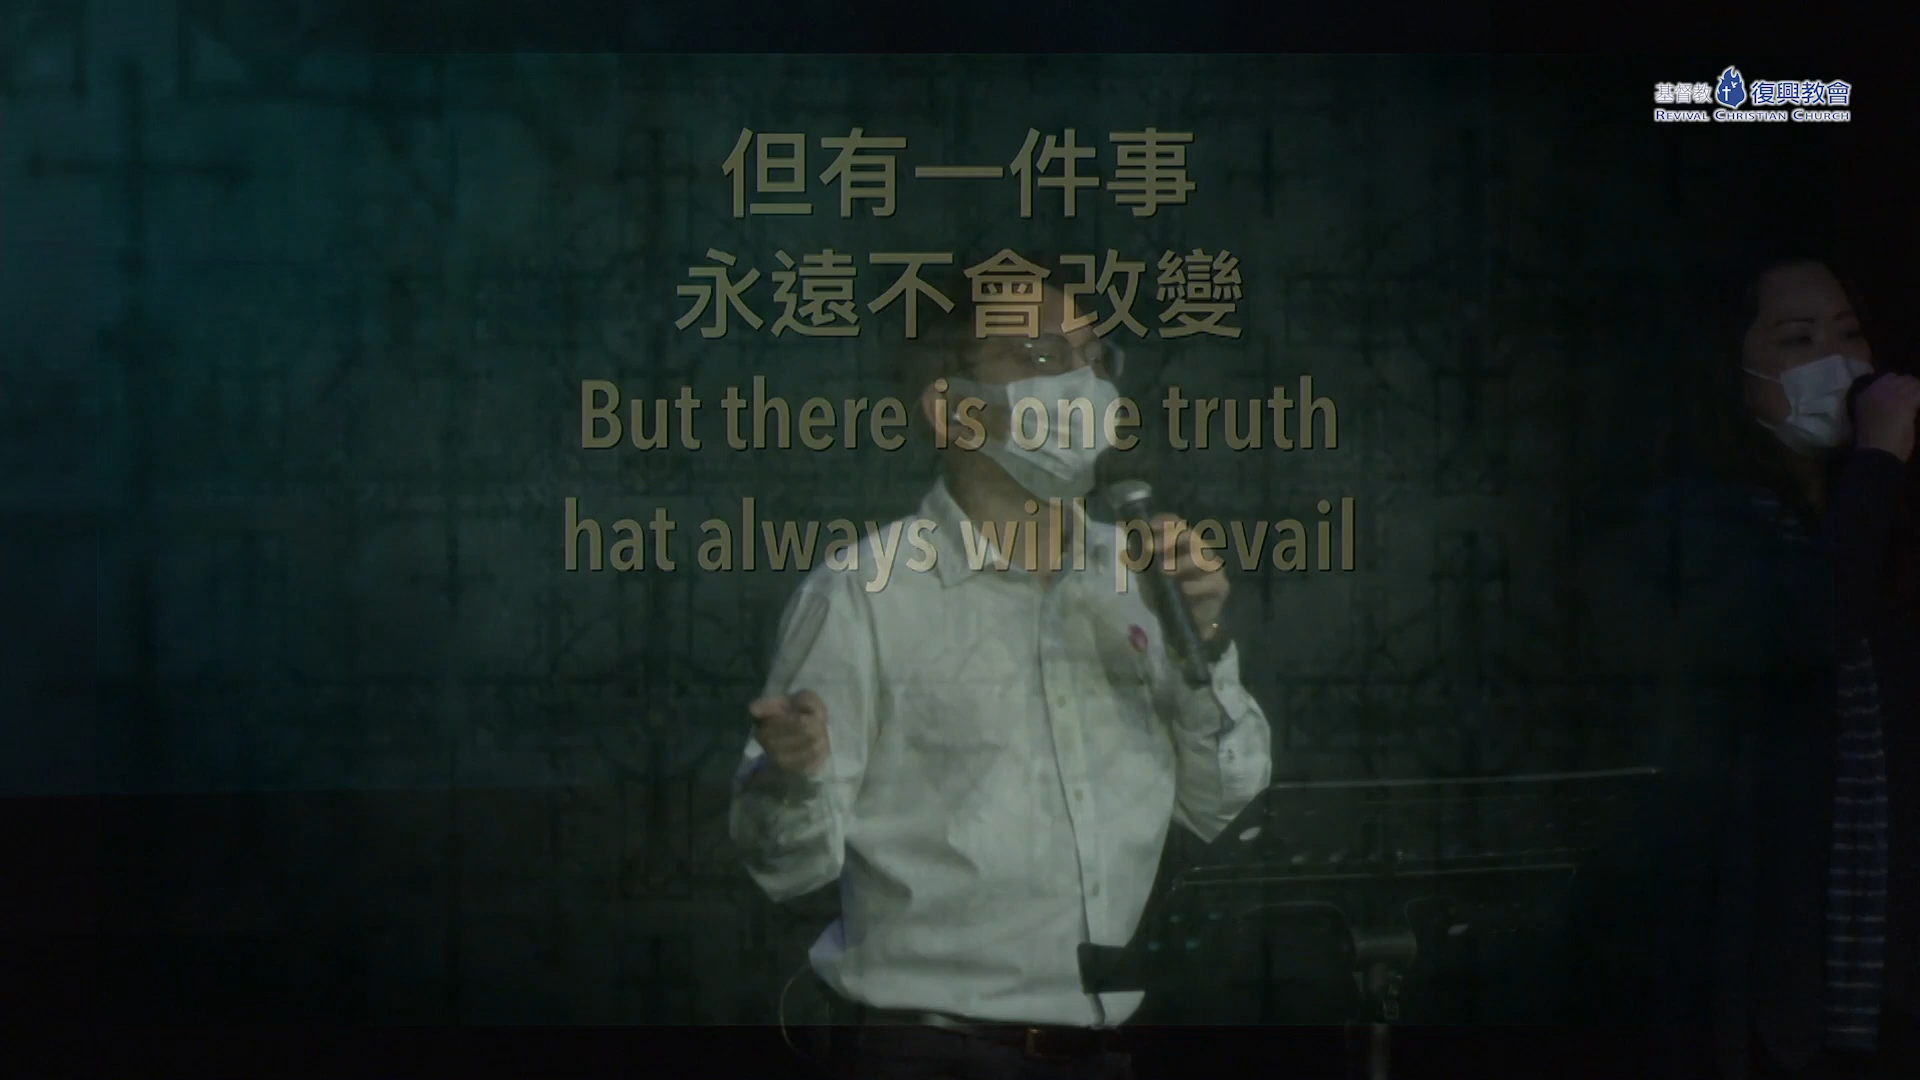 基督教 復興教會
REVIVAL CHRISTIAN CHURCH
但有一件事
永遠不會改變
But there is one truth
hat always will prevail